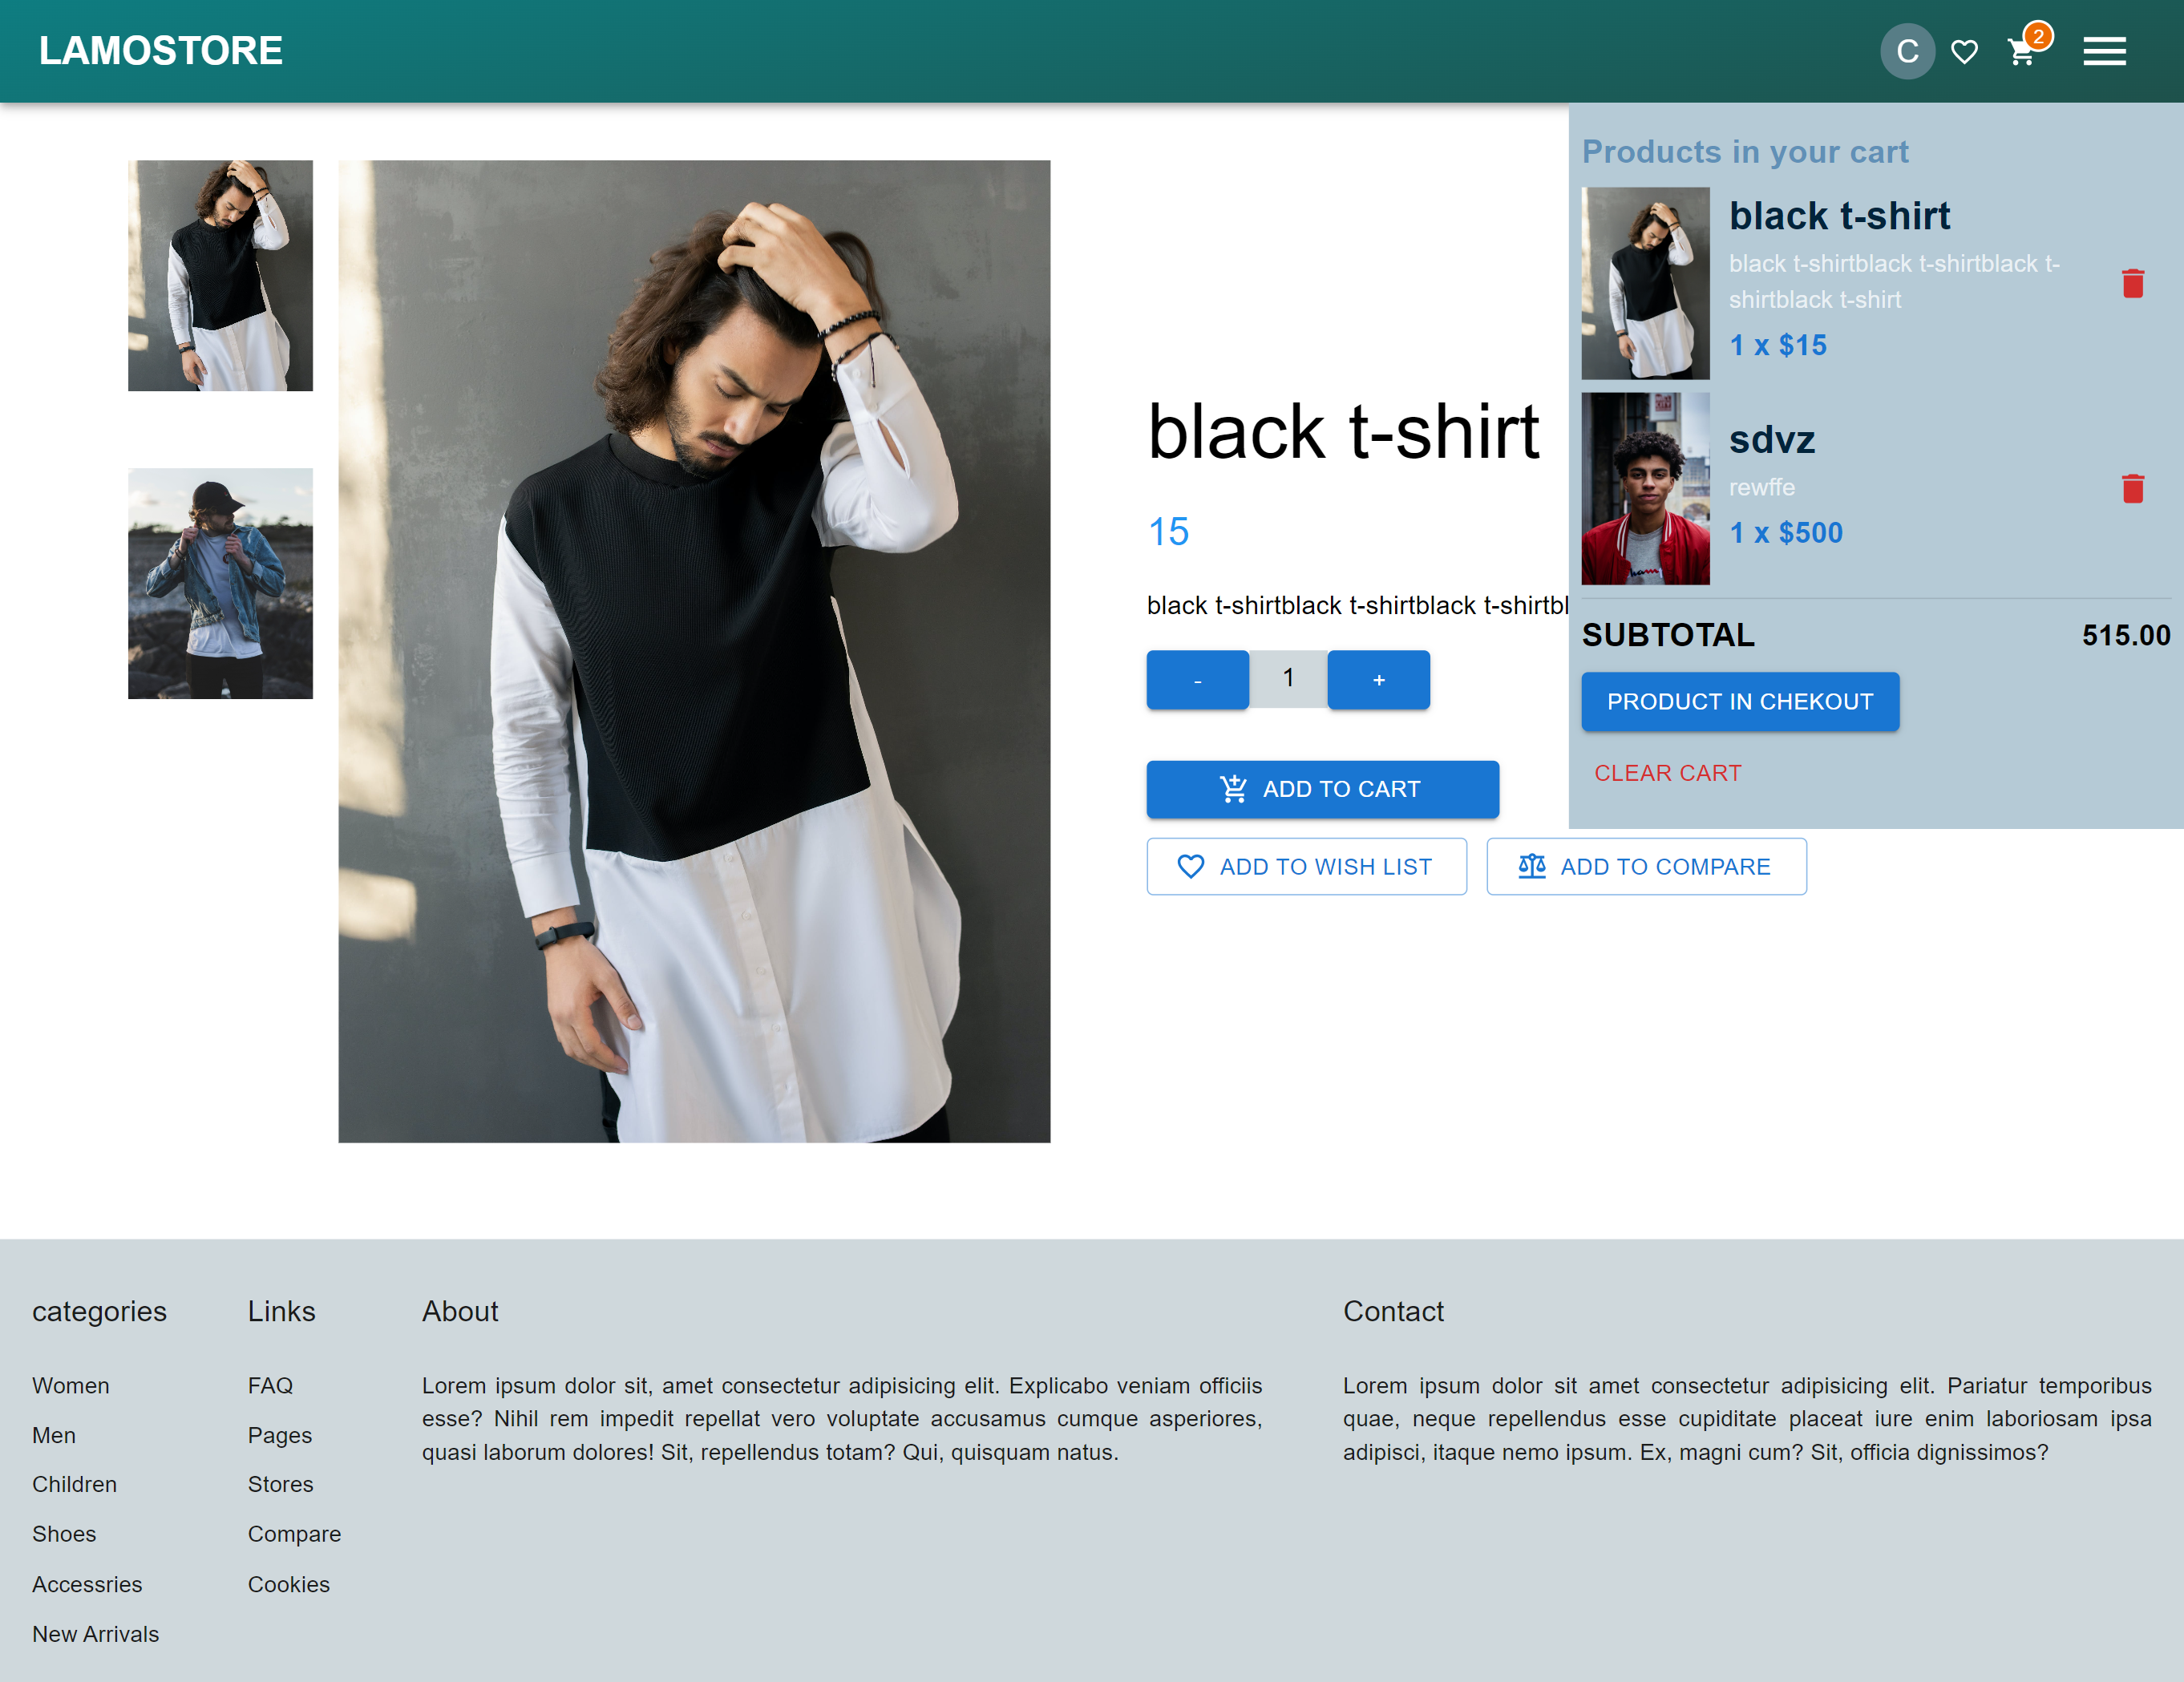 LAMOSTORE
C
2
Products in your cart
black t-shirt
black t-shirtblack t-shirtblack t-
shirtblack t-shirt
1 x $15
sdvz
rewffe
1 x $500
SUBTOTAL 515.00
PRODUCT IN CHEKOUT
CLEAR CART
black t-shirt
15
black t-shirtblack t-shirtblack t-shirtbl
- 1 +
ADD TO CART
ADD TO WISH LIST
ADD TO COMPARE
categories
Women
Men
Children
Shoes
Accessries
New Arrivals
Links
FAQ
Pages
Stores
Compare
Cookies
About
Lorem ipsum dolor sit, amet consectetur adipisicing elit. Explicabo veniam officiis
esse? Nihil rem impedit repellat vero voluptate accusamus cumque asperiores,
quasi laborum dolores! Sit, repellendus totam? Qui, quisquam natus.
Contact
Lorem ipsum dolor sit amet consectetur adipisicing elit. Pariatur temporibus
quae, neque repellendus esse cupiditate placeat iure enim laboriosam ipsa
adipisci, itaque nemo ipsum. Ex, magni cum? Sit, officia dignissimos?